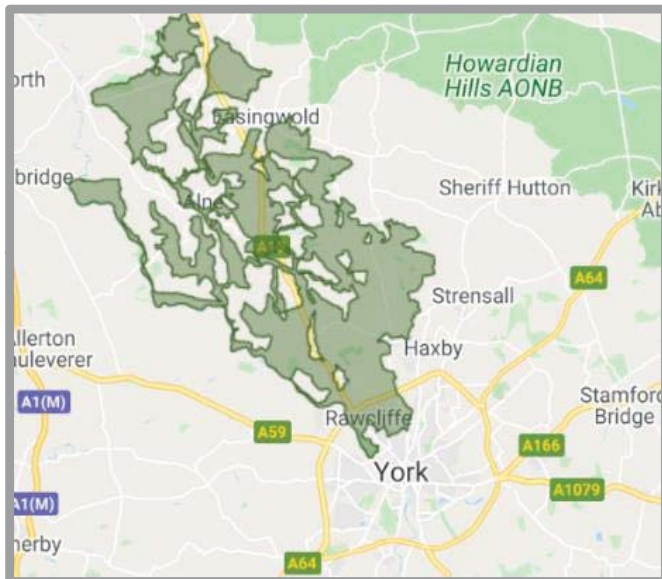 Howardian
Hills AONB
orth
asingwold
bridge
Sheriff Hutton
Kirk
Ab
Alne
A19
A64
Strensall
Allerton
auleverer
Haxby
A1(M)
Stamford
Bridge
Rawcliffe
A59
A166
York
A1079
A1(M)
herby
A64